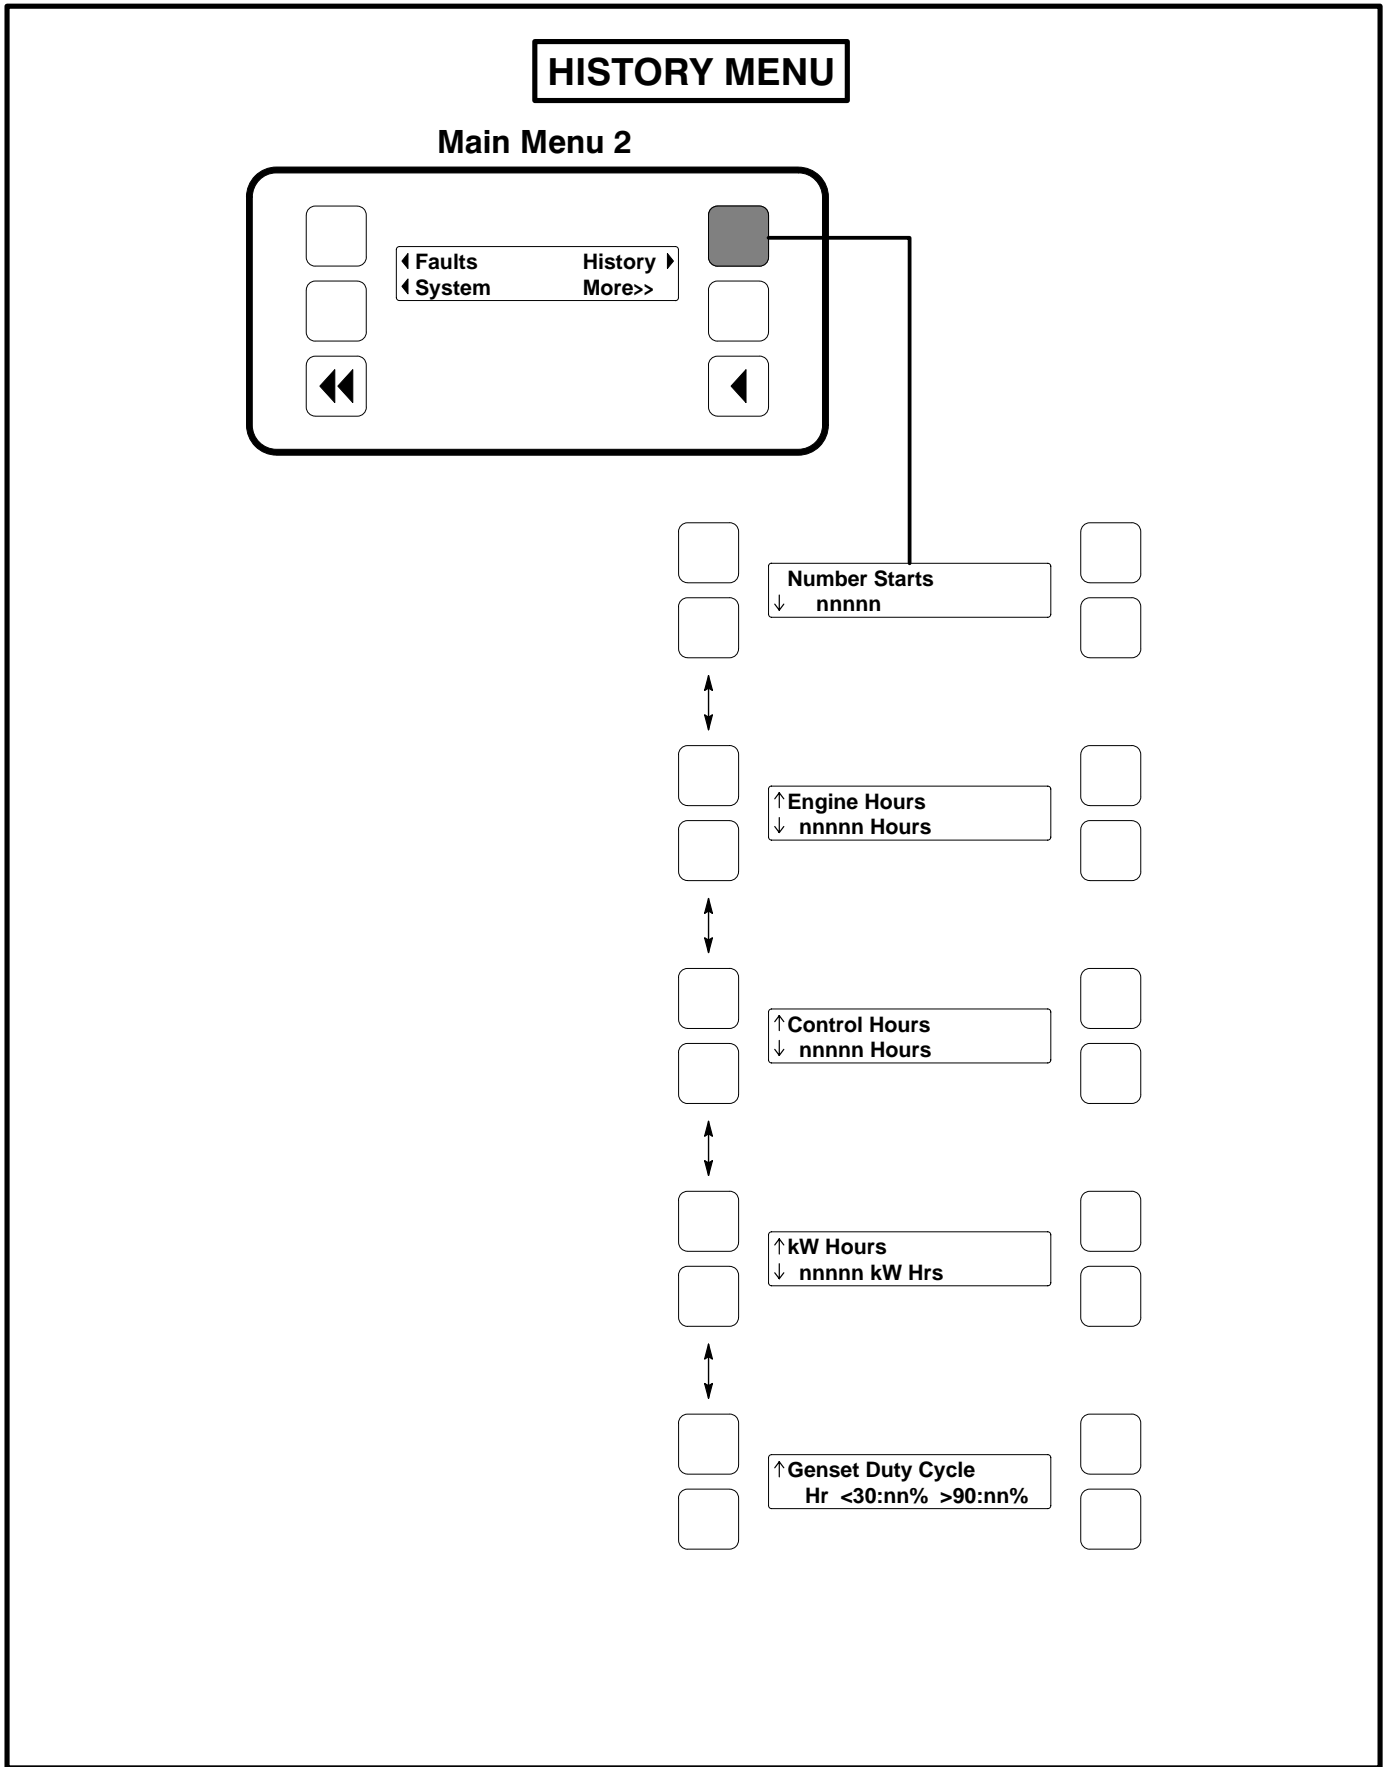 HISTORY MENU
Main Menu 2
Faults History
System More>>
Number Starts
↓ nnnnn
↑Engine Hours
↓ nnnnn Hours
↑Control Hours
↓ nnnnn Hours
↑kW Hours
↓ nnnnn kW Hrs
↑Genset Duty Cycle
Hr <30:nn% >90:nn%